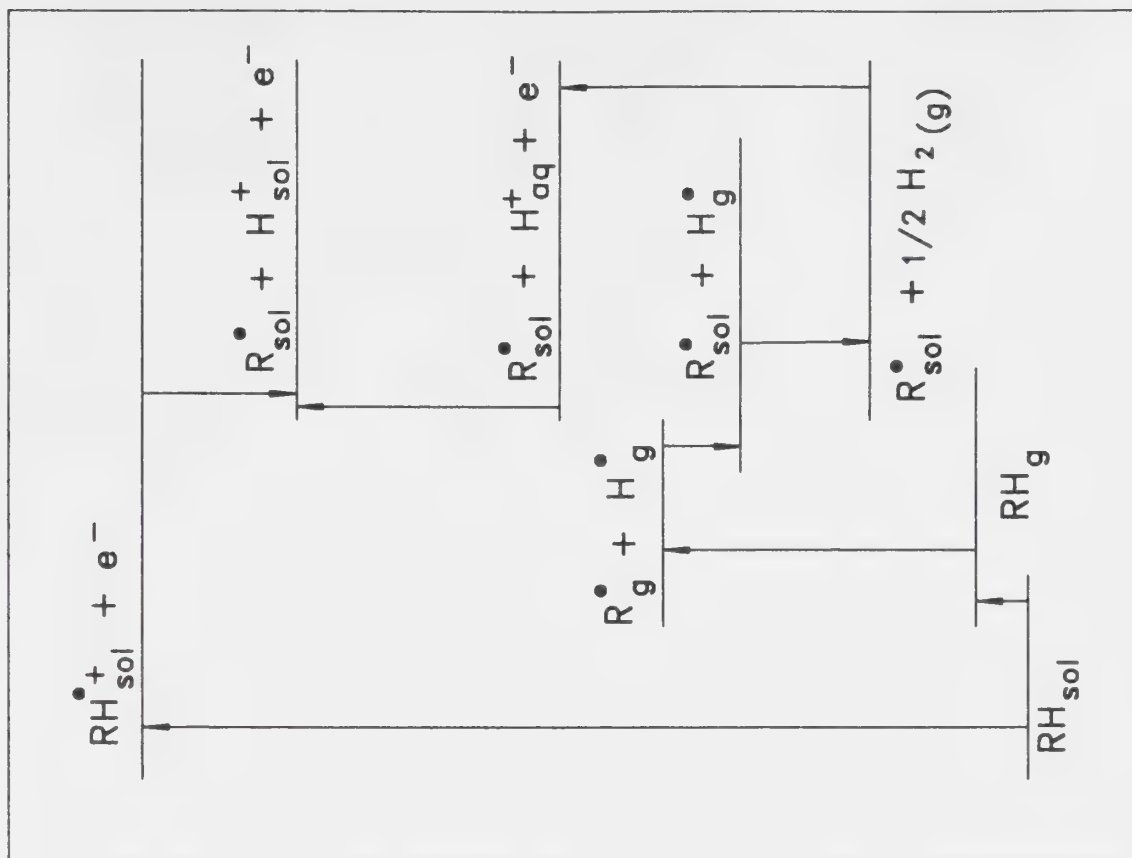 RH•+sol + e−
R•sol + H+sol + e−
R•sol + H+aq + e−
R•g + H•g
R•sol + H•g
R•sol + 1/2 H2(g)
RHg
RHsol